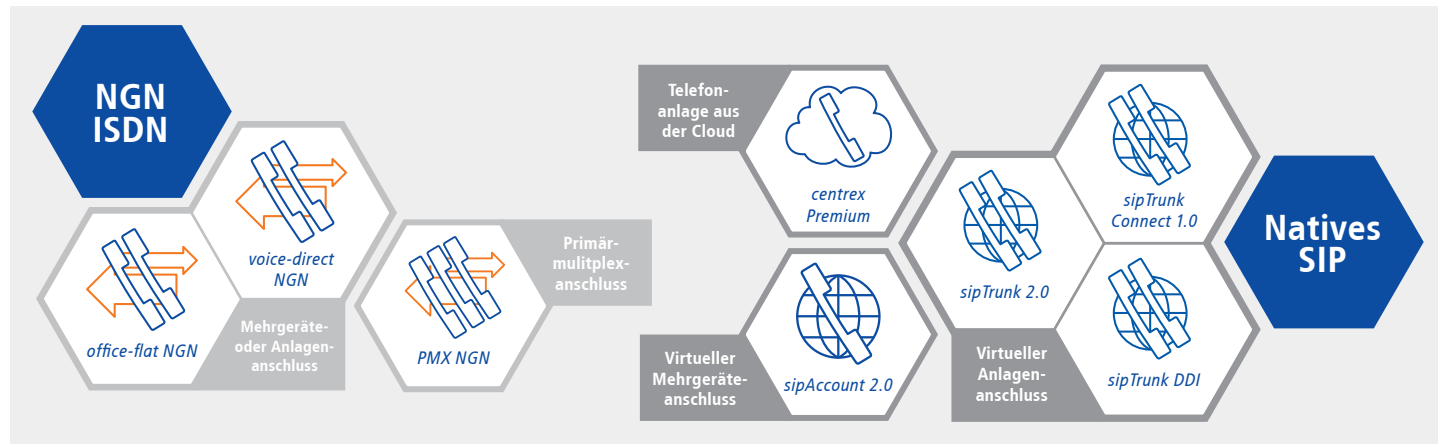 NGN
ISDN
voice-direct
NGN
office-flat NGN
Mehrgeräte-
oder Anlagen-
anschluss
PMX NGN
Primär-
mulitplex-
anschluss
Telefon-
anlage aus
der Cloud
centrex
Premium
Virtueller
Mehrgeräte-
anschluss
sipAccount 2.0
sipTrunk 2.0
sipTrunk
Connect 1.0
sipTrunk DDI
Virtueller
Anlagen-
anschluss
Natives
SIP